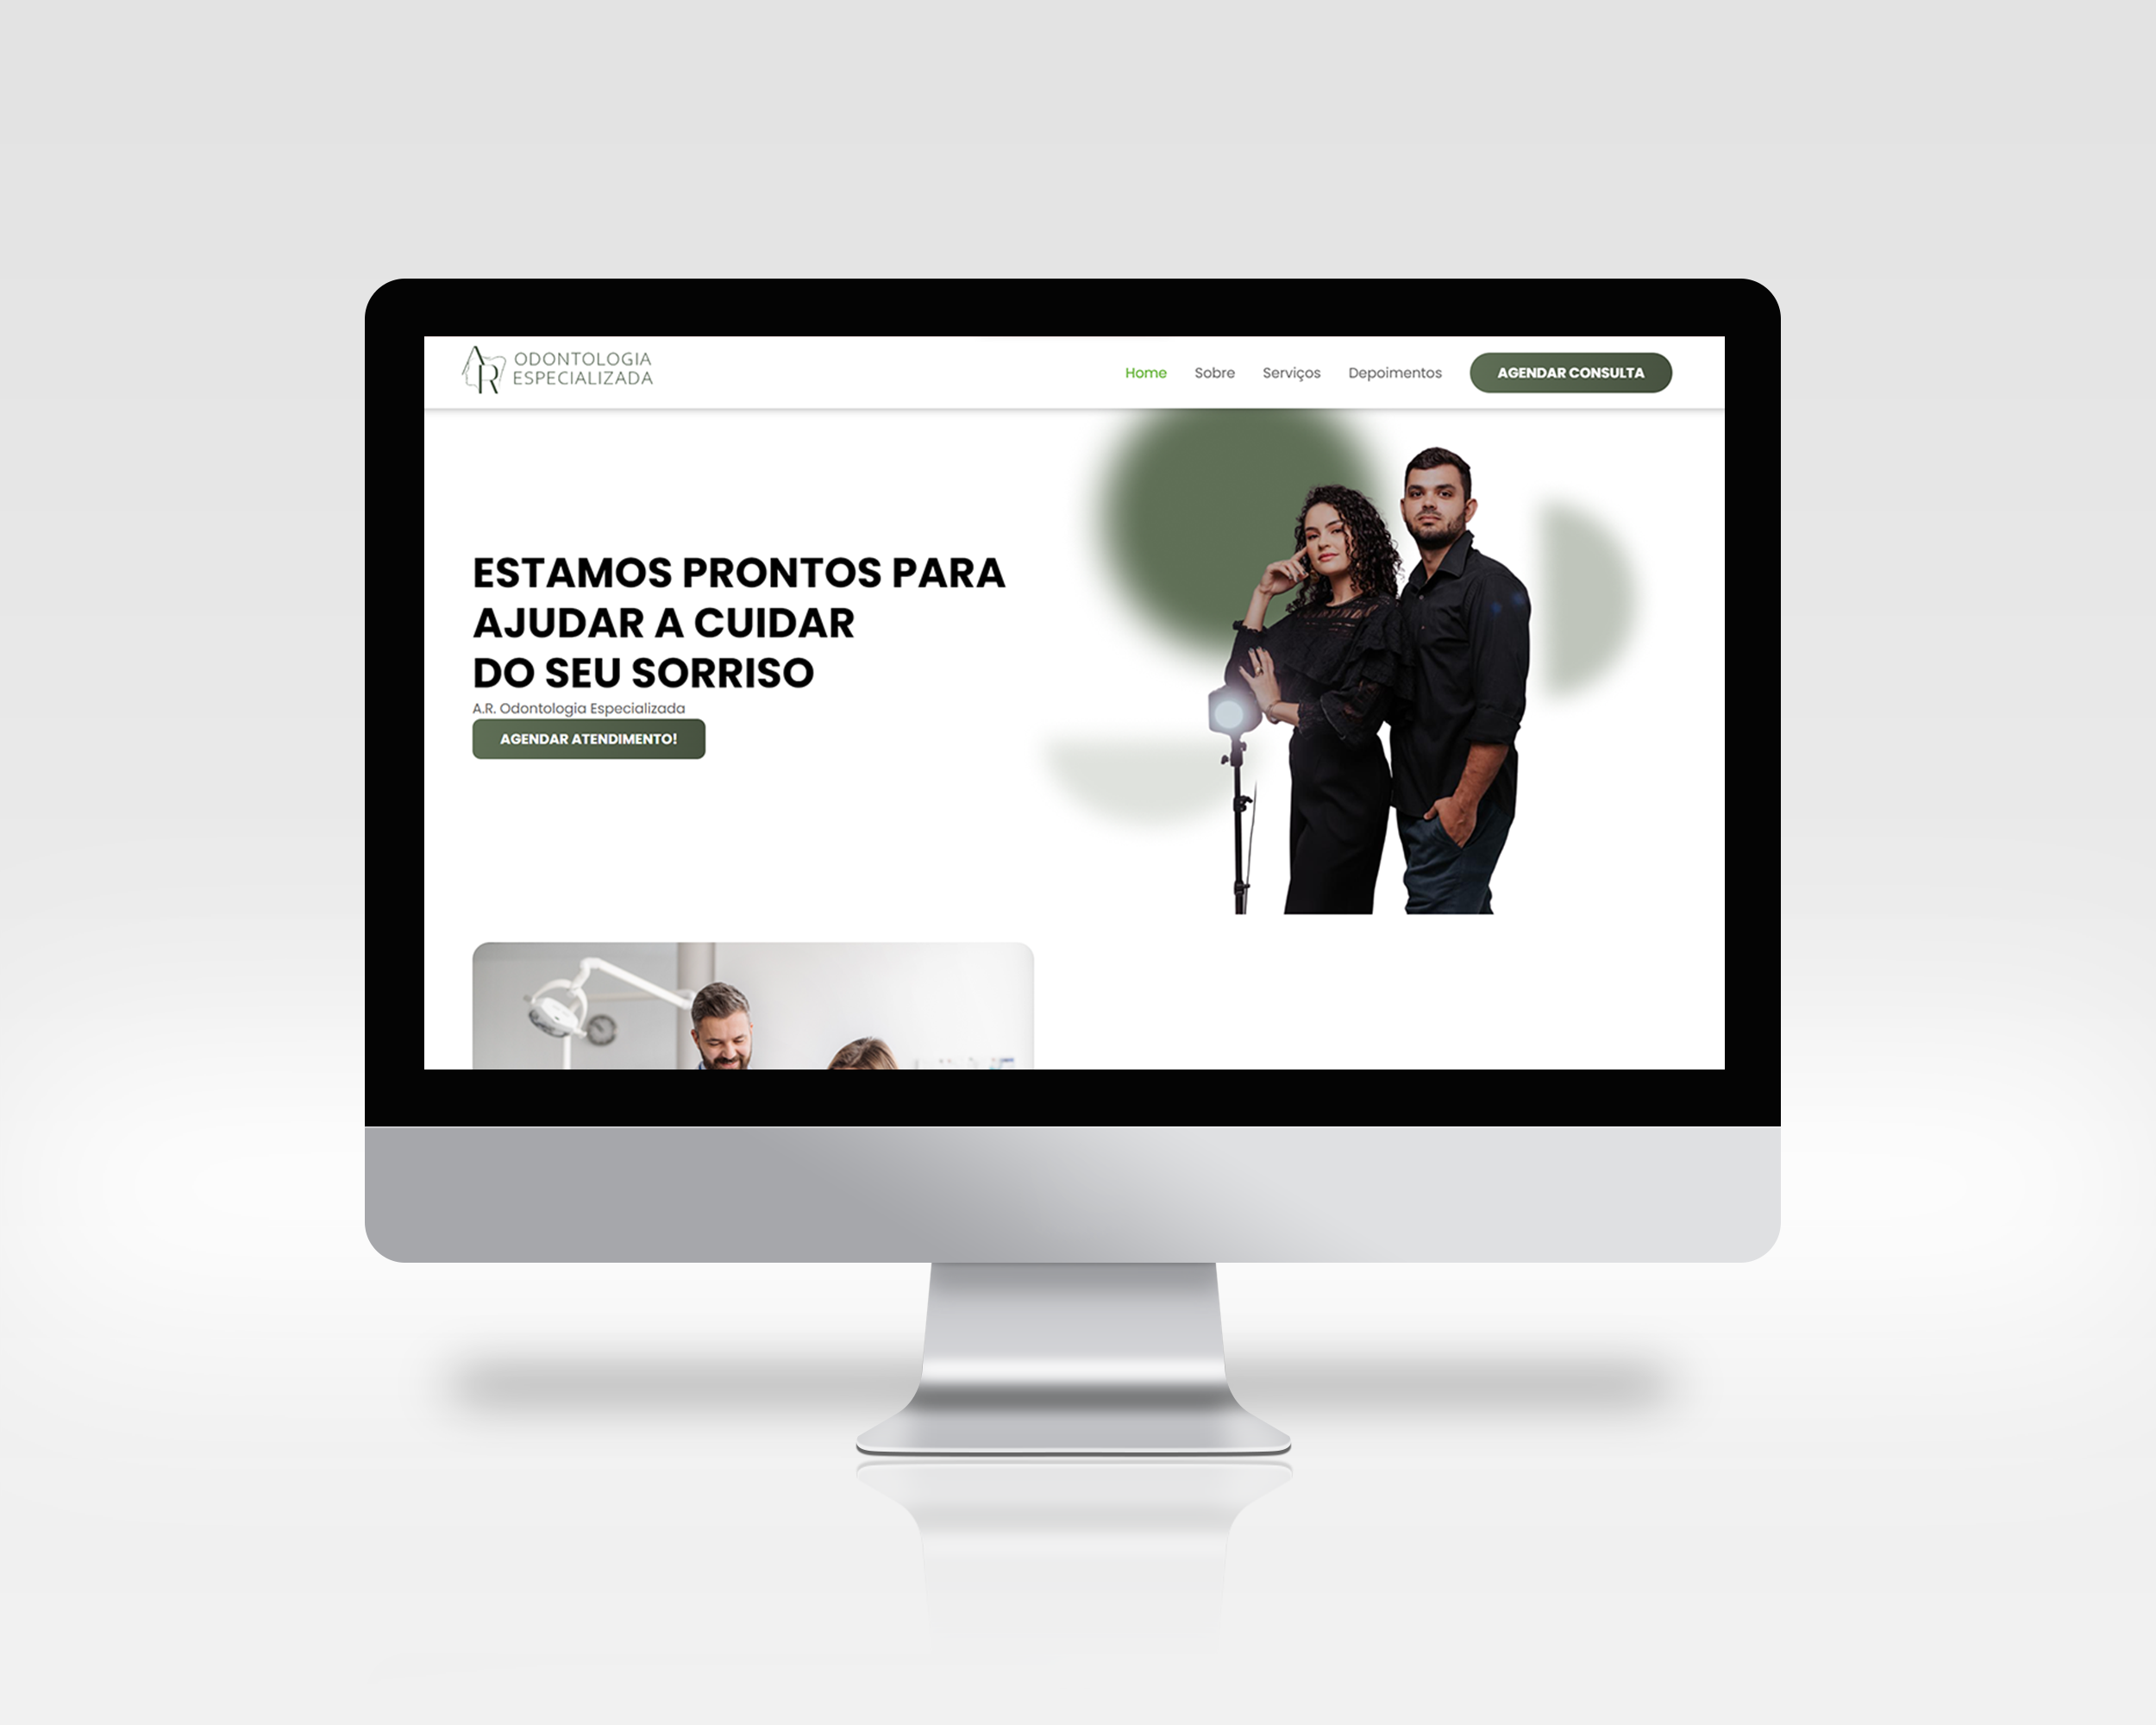 AR
ODONTOLOGIA
ESPECIALIZADA
Home Sobre Serviços Depoimentos AGENDAR CONSULTA
ESTAMOS PRONTOS PARA
AJUDAR A CUIDAR
DO SEU SORRISO
A.R. Odontologia Especializada
AGENDAR ATENDIMENTO!